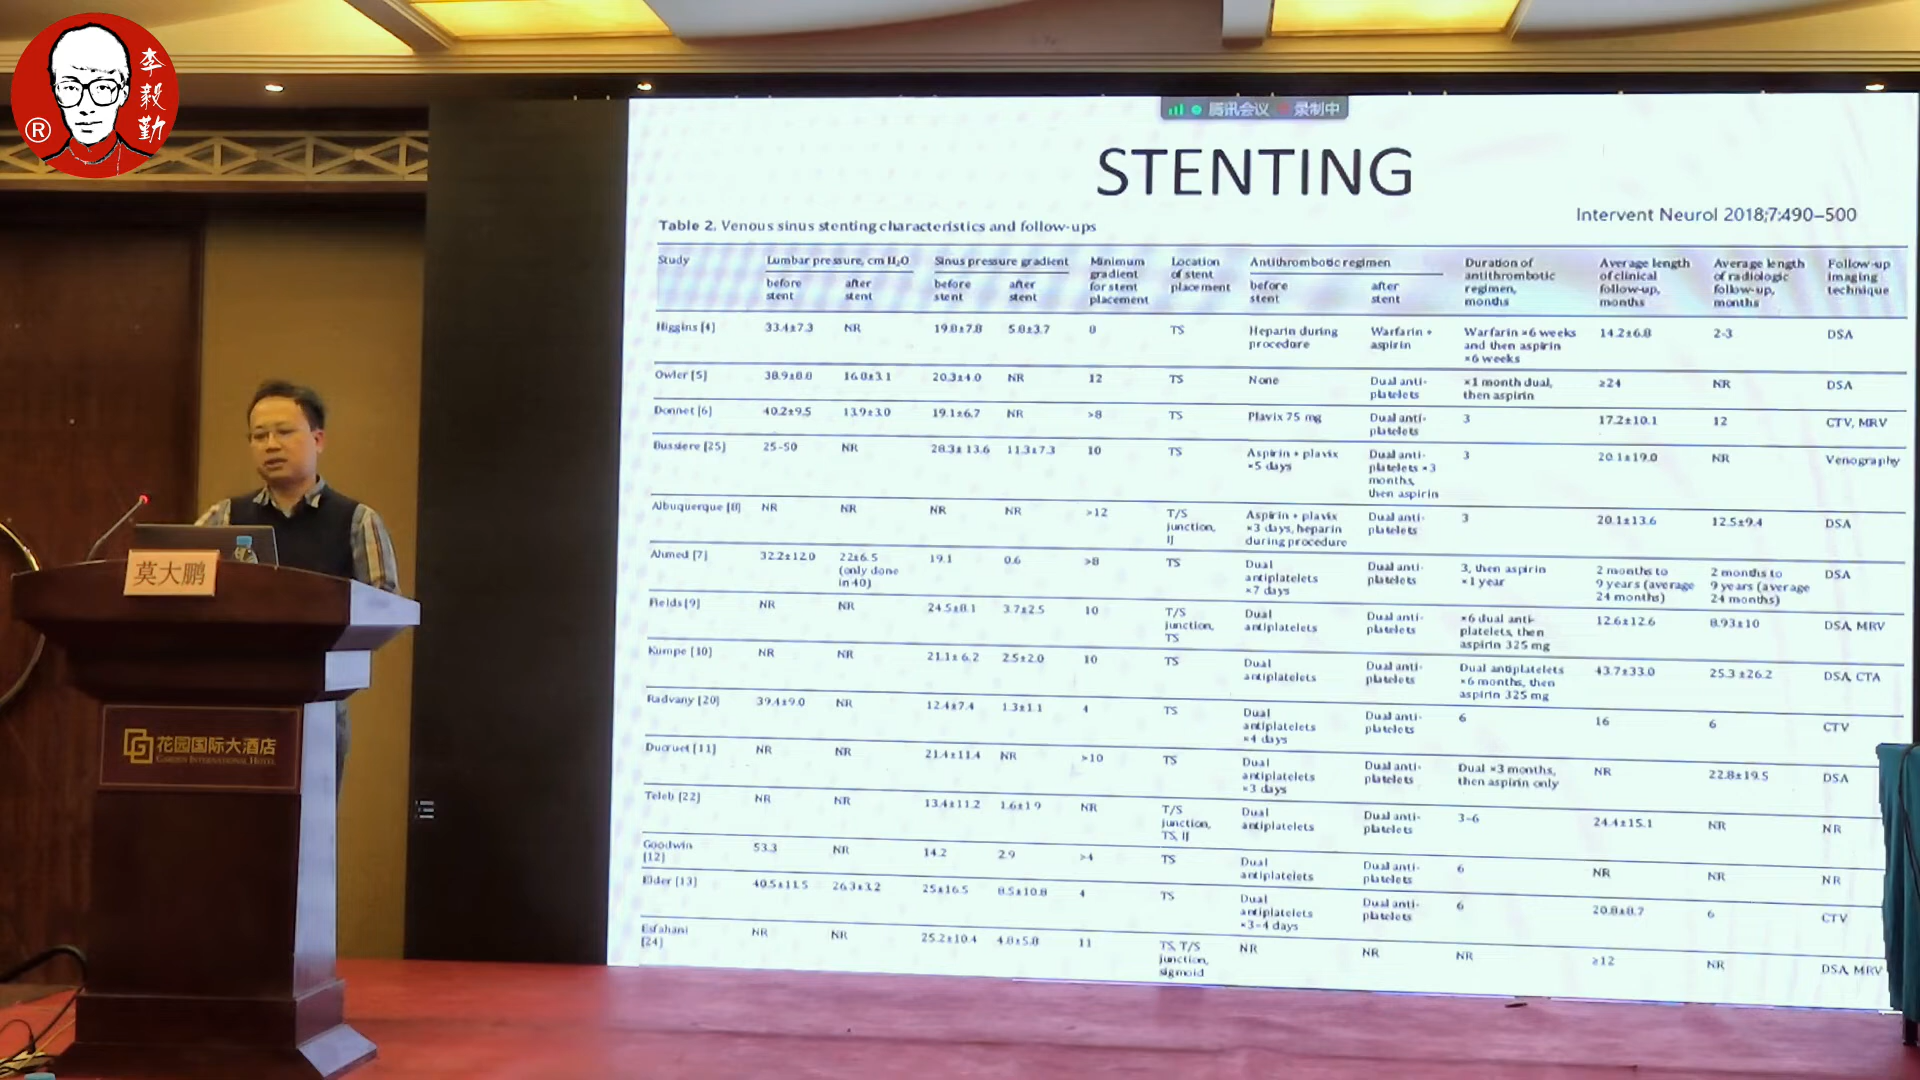 李毅勤
®
腾讯会议 录制中
STENTING
Intervent Neurol 2018;7:490–500
Table 2. Venous sinus stenting characteristics and follow-ups
Study Lumbar pressure, cm H₂O Sinus pressure gradient Minimum gradient for stent placement Location of stent placement Antithrombotic regimen Duration of antithrombotic regimen, months Average length of clinical follow-up, months Average length of radiologic follow-up, months Follow-up imaging technique
before stent after stent before stent after stent before stent after stent
Higgins [4] 33.4±7.3 NR 19.8±7.8 5.8±3.7 8 TS Heparin during procedure Warfarin + aspirin Warfarin ×6 weeks and then aspirin ×6 weeks 14.2±6.8 2-3 DSA
Owler [5] 38.9±8.8 16.0±3.1 20.3±4.0 NR 12 TS None Dual anti-platelets ×1 month dual, then aspirin ≥24 NR DSA
Donnet [6] 40.2±9.5 13.9±3.0 19.1±6.7 NR >8 TS Plavix 75 mg Dual anti-platelets 3 17.2±10.1 12 CTV, MRV
Bussiere [25] 25-50 NR 28.3±13.6 11.3±7.3 10 TS Aspirin + plavix ×5 days Dual anti-platelets ×3 months, then aspirin 3 20.1±19.0 NR Venography
Albuquerque [8] NR NR NR NR >12 T/S junction, IJ Aspirin + plavix ×3 days, heparin during procedure Dual anti-platelets 3 20.1±13.6 12.5±9.4 DSA
Ahmed [7] 32.2±12.0 22±6.5 (only done in 40) 19.1 0.6 >8 TS Dual antiplatelets ×7 days Dual anti-platelets 3, then aspirin ×1 year 2 months to 9 years (average 24 months) 2 months to 9 years (average 24 months) DSA
Fields [9] NR NR 24.5±8.1 3.7±2.5 10 T/S junction, TS Dual antiplatelets Dual anti-platelets ×6 dual anti-platelets, then aspirin 325 mg 12.6±12.6 8.93±10 DSA, MRV
Kumpe [10] NR NR 21.1±6.2 2.5±2.0 10 TS Dual antiplatelets Dual anti-platelets Dual antiplatelets ×6 months, then aspirin 325 mg 43.7±33.0 25.3±26.2 DSA, CTA
Radvany [20] 39.4±9.0 NR 12.4±7.4 1.3±1.1 4 TS Dual antiplatelets ×4 days Dual anti-platelets 6 16 6 CTV
Ducruet [11] NR NR 21.4±11.4 NR >10 TS Dual antiplatelets ×3 days Dual anti-platelets Dual ×3 months, then aspirin only NR 22.8±19.5 DSA
Teleb [22] NR NR 13.4±11.2 1.6±1.9 NR T/S junction, TS, IJ Dual antiplatelets Dual anti-platelets 3-6 24.4±15.1 NR NR
Goodwin [12] 53.3 NR 14.2 2.9 >4 TS Dual antiplatelets Dual anti-platelets 6 NR NR NR
Elder [13] 40.5±11.5 26.3±3.2 25±16.5 8.5±10.8 4 TS Dual antiplatelets ×3-4 days Dual anti-platelets 6 20.8±8.7 6 CTV
Esfahani [24] NR NR 25.2±10.4 4.8±5.8 11 TS, T/S junction, sigmoid NR NR NR ≥12 NR DSA, MRV
莫大鹏
花园国际大酒店
GARDEN INTERNATIONAL HOTEL